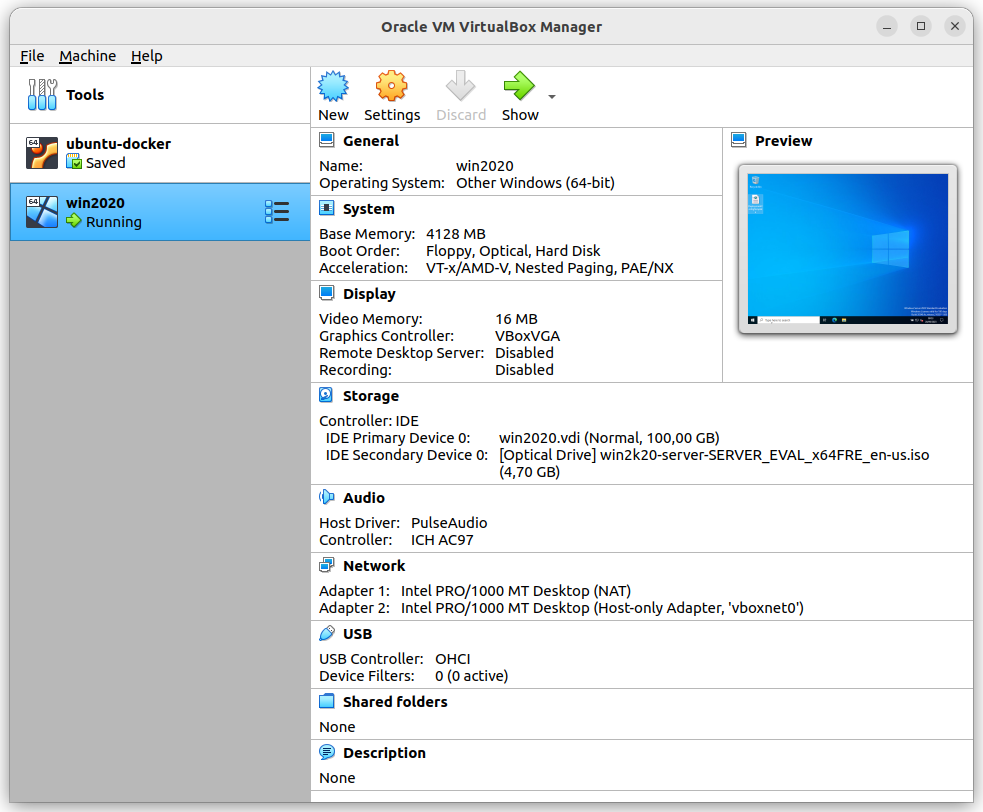 Oracle VM VirtualBox Manager
File Machine Help
Tools
64
ubuntu-docker
Saved
64
win2020
Running
New Settings Discard Show
General
Name: win2020
Operating System: Other Windows (64-bit)
Preview
System
Base Memory: 4128 MB
Boot Order: Floppy, Optical, Hard Disk
Acceleration: VT-x/AMD-V, Nested Paging, PAE/NX
Display
Video Memory: 16 MB
Graphics Controller: VBoxVGA
Remote Desktop Server: Disabled
Recording: Disabled
Storage
Controller: IDE
IDE Primary Device 0: win2020.vdi (Normal, 100,00 GB)
IDE Secondary Device 0: [Optical Drive] win2k20-server-SERVER_EVAL_x64FRE_en-us.iso
(4,70 GB)
Audio
Host Driver: PulseAudio
Controller: ICH AC97
Network
Adapter 1: Intel PRO/1000 MT Desktop (NAT)
Adapter 2: Intel PRO/1000 MT Desktop (Host-only Adapter, 'vboxnet0')
USB
USB Controller: OHCI
Device Filters: 0 (0 active)
Shared folders
None
Description
None